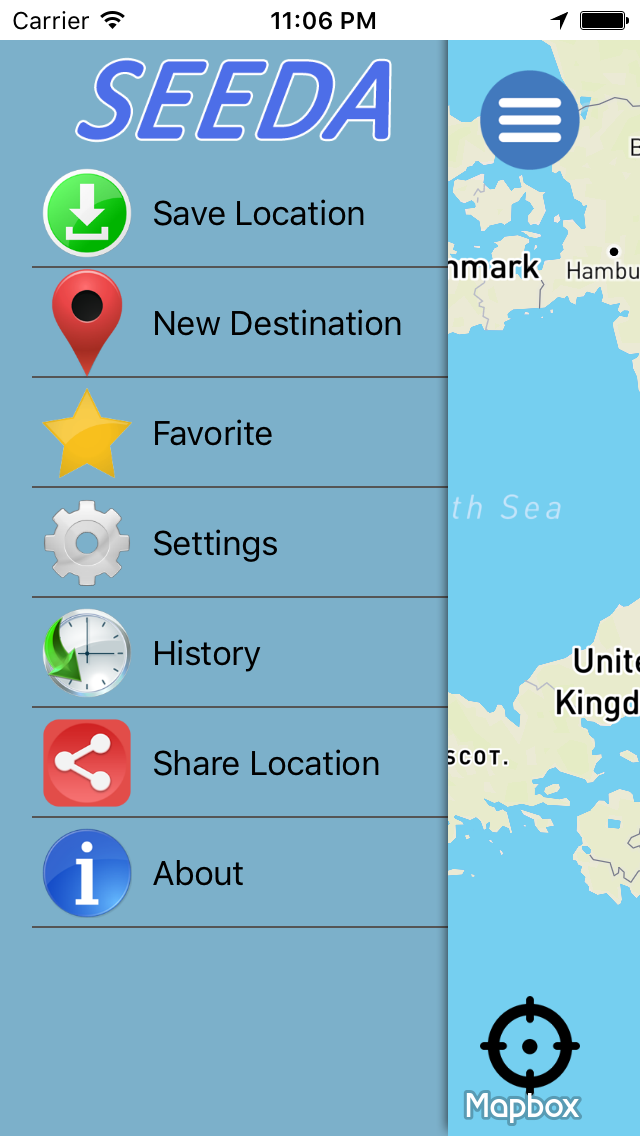 Carrier 11:06 PM
SEEDA
Save Location
New Destination
Favorite
Settings
History
Share Location
About
B
nmark
Hambu
th Sea
Unite
Kingd
SCOT.
Mapbox